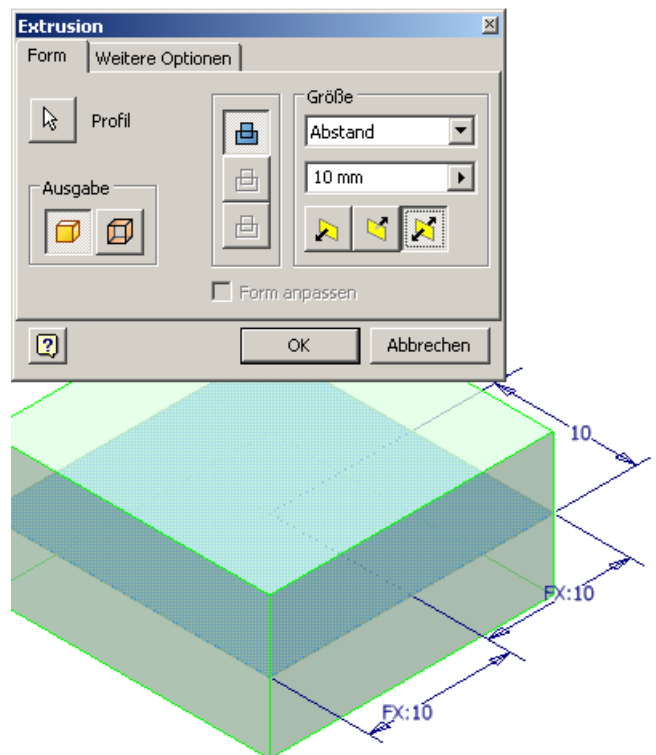 Extrusion
Form
Weitere Optionen
Profil
Größe
Abstand
10 mm
Ausgabe
Form anpassen
OK
Abbrechen
10
FX:10
FX:10